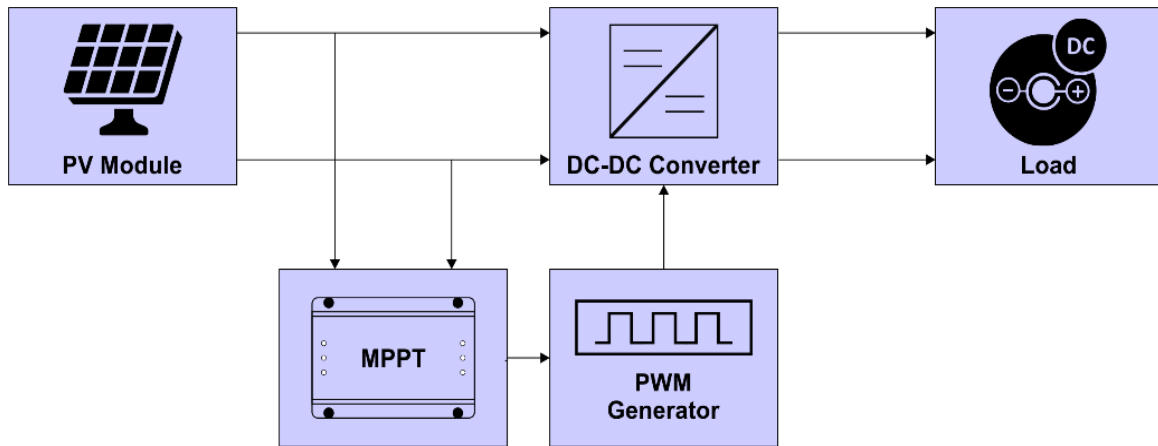 PV Module
DC-DC Converter
DC
Load
MPPT
PWM
Generator